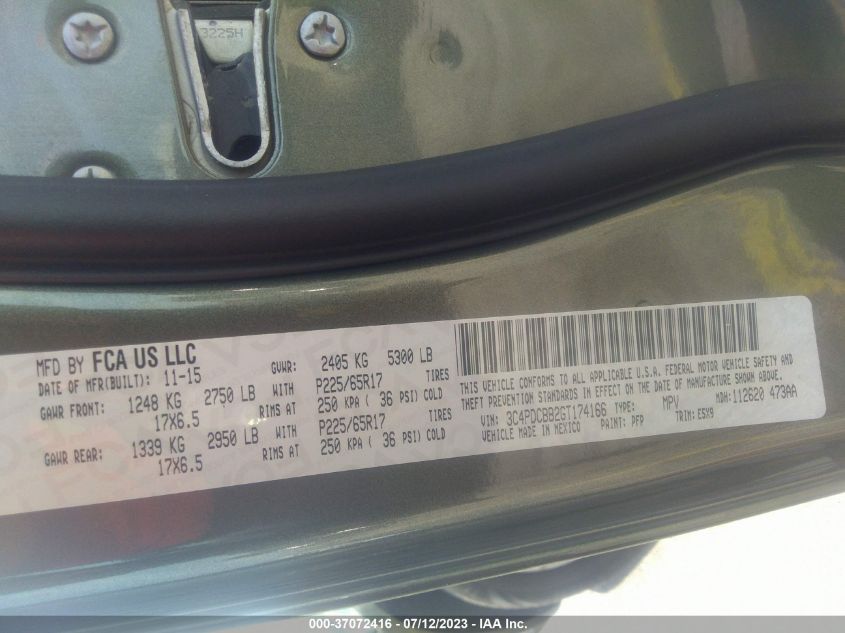 3225H
MFD BY FCA US LLC
DATE OF MFR(BUILT): 11-15 GVWR: 2405 KG 5300 LB
GAWR FRONT: 1248 KG 2750 LB WITH P225/65R17 TIRES
17X6.5 RIMS AT 250 KPA ( 36 PSI) COLD
GAWR REAR: 1339 KG 2950 LB WITH P225/65R17 TIRES
17X6.5 RIMS AT 250 KPA ( 36 PSI) COLD
THIS VEHICLE CONFORMS TO ALL APPLICABLE U.S.A. FEDERAL MOTOR VEHICLE SAFETY AND
THEFT PREVENTION STANDARDS IN EFFECT ON THE DATE OF MANUFACTURE SHOWN ABOVE.
VIN: 3C4PDCBB2GT174166 TYPE: MPV MDH: 112620 473AA
VEHICLE MADE IN MEXICO PAINT: PFP TRIM: ESX9
000-37072416 - 07/12/2023 - IAA Inc.